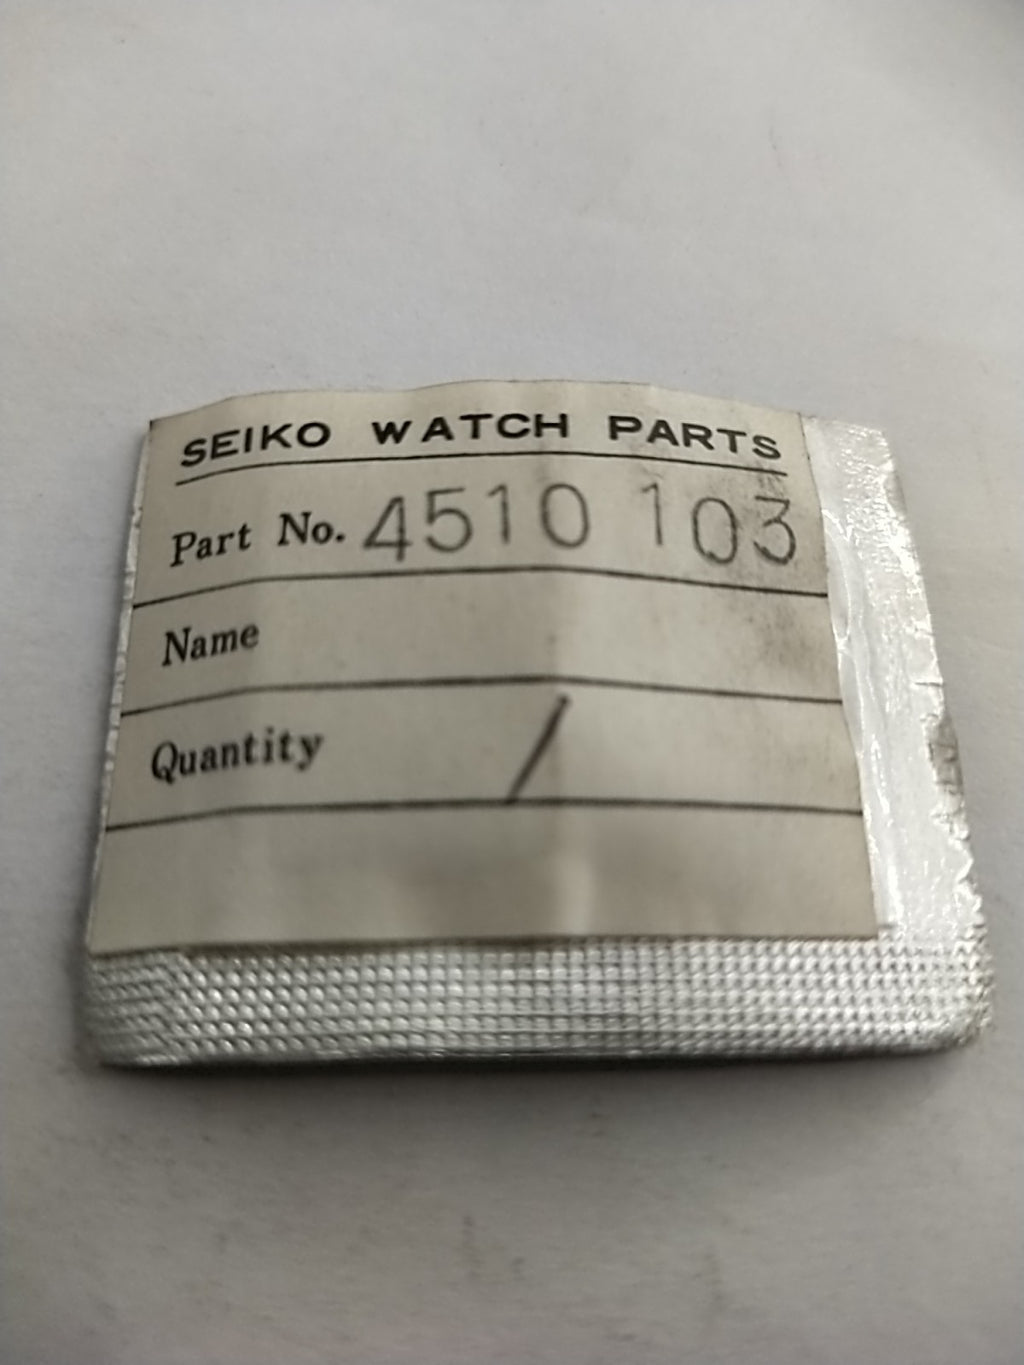 SEIKO WATCH PARTS
Part No. 4510 103
Name
Quantity /